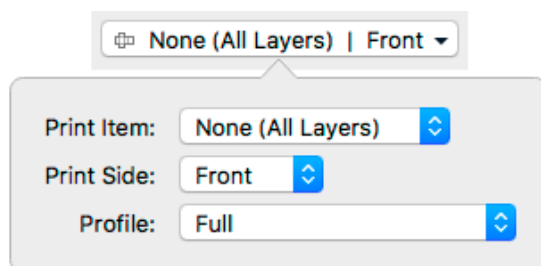 None (All Layers) | Front
Print Item: None (All Layers)
Print Side: Front
Profile: Full